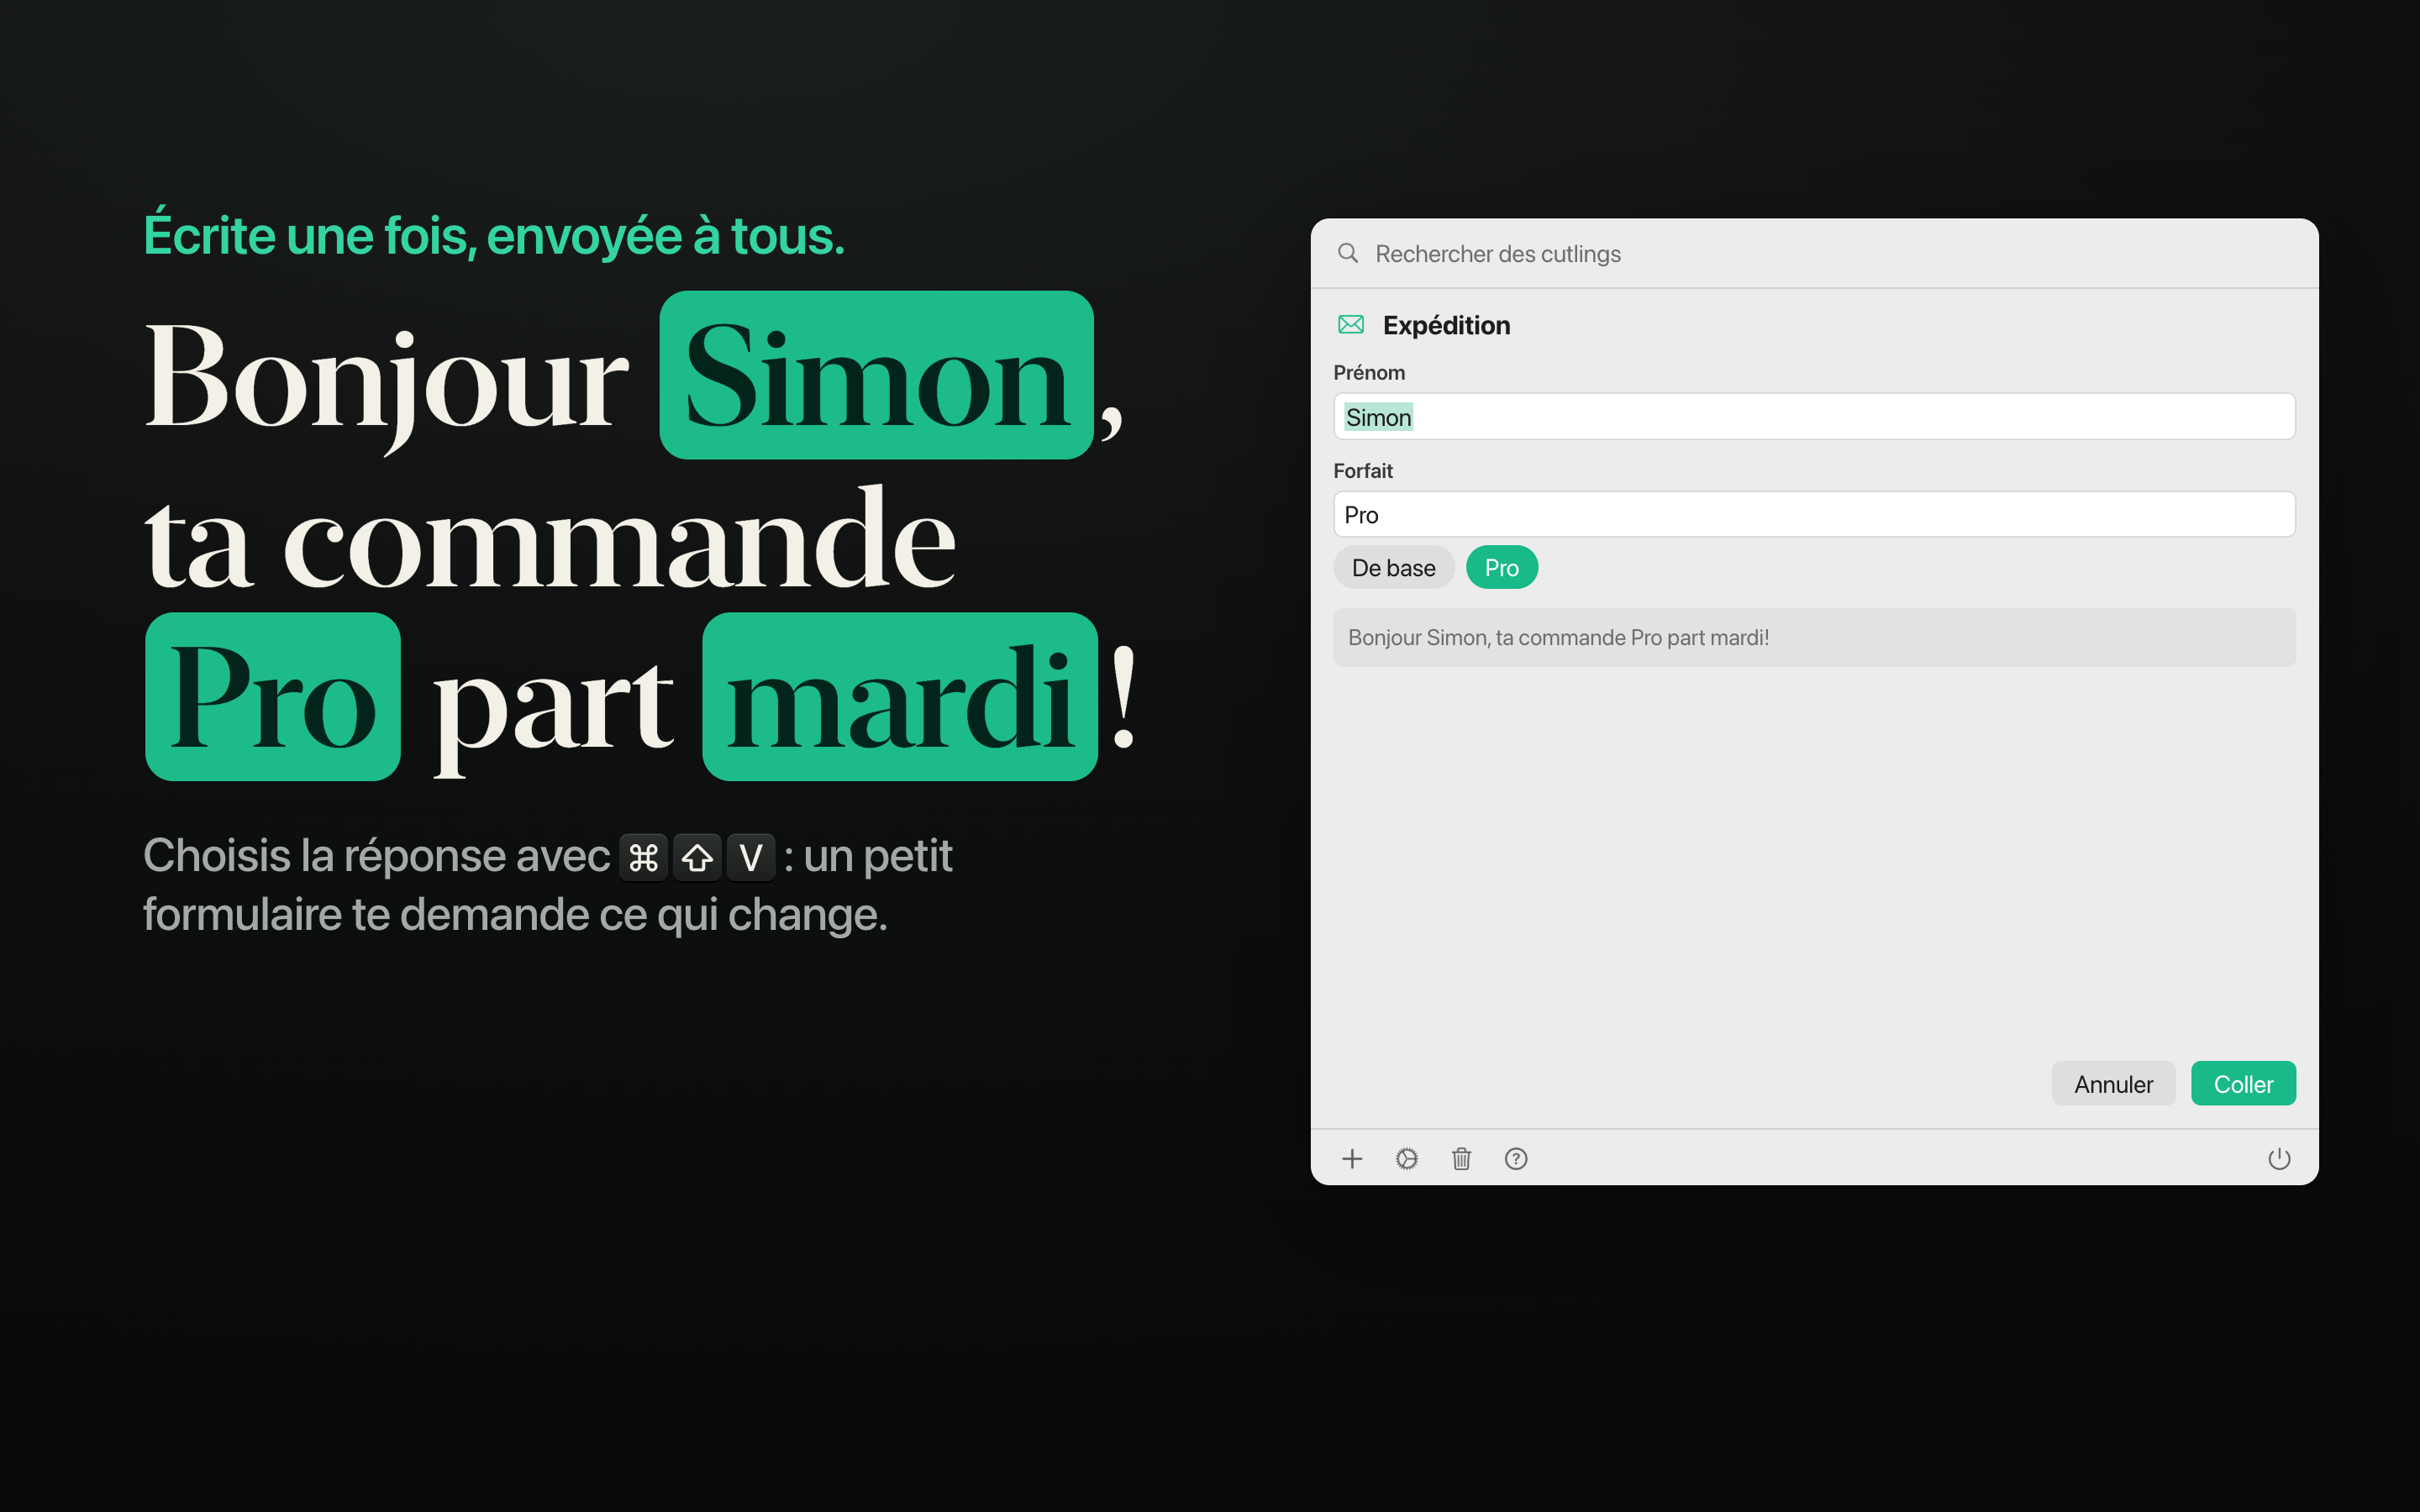 Écrite une fois, envoyée à tous.
Bonjour Simon,
ta commande
Pro part mardi!
Choisis la réponse avec ⌘ ⇧ V : un petit
formulaire te demande ce qui change.
Rechercher des cutlings
Expédition
Prénom
Simon
Forfait
Pro
De base Pro
Bonjour Simon, ta commande Pro part mardi!
Annuler Coller